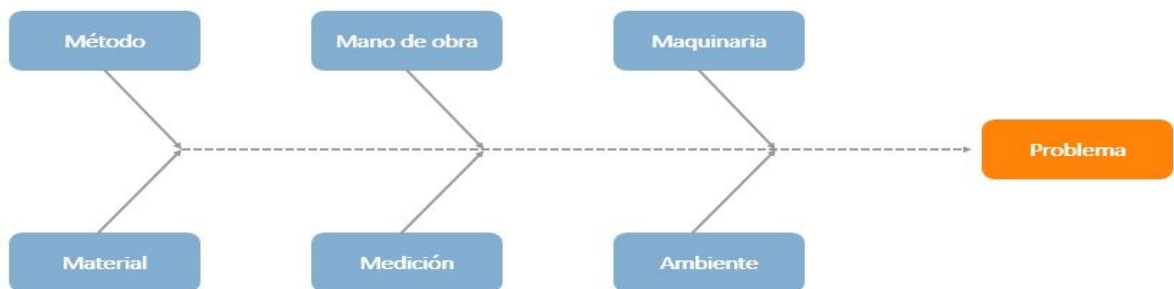 Método
Mano de obra
Maquinaria
Problema
Material
Medición
Ambiente